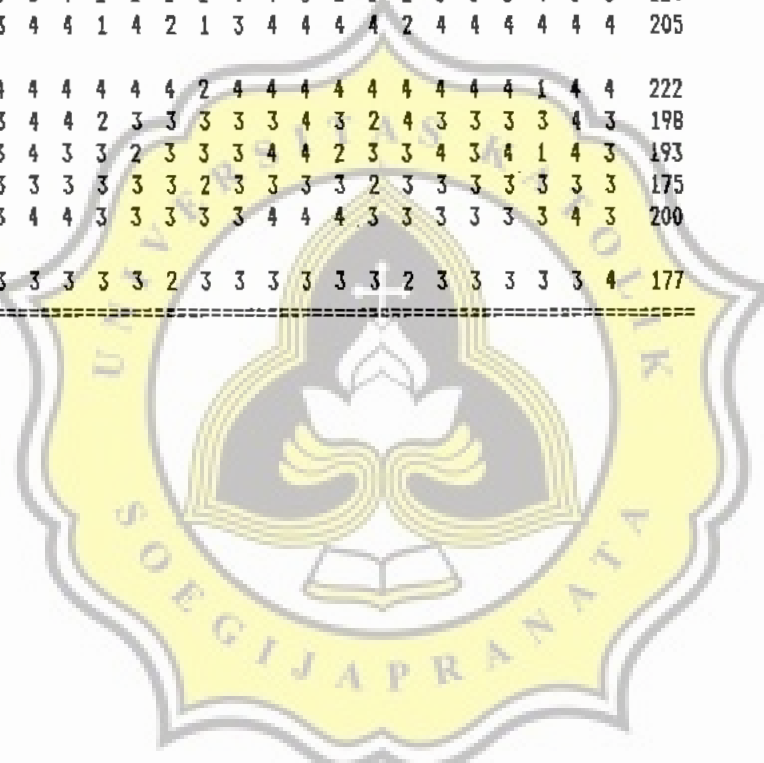 3 4 4 1 4 2 1 3 4 4 4 4 2 4 4 4 4 4 4 205
4 4 4 4 4 4 2 4 4 4 4 4 4 4 4 4 1 4 4 222
3 4 4 2 3 3 3 3 3 4 3 2 4 3 3 3 3 4 3 198
3 4 3 3 2 3 3 3 4 4 2 3 3 4 3 4 1 4 3 193
3 3 3 3 3 3 2 3 3 3 3 2 3 3 3 3 3 3 3 175
3 4 4 3 3 3 3 3 4 4 4 3 3 3 3 3 3 4 3 200
3 3 3 3 3 2 3 3 3 3 3 3 2 3 3 3 3 3 4 177
UNIVERSITAS KATOLIK
SOEGIJAPRANATA